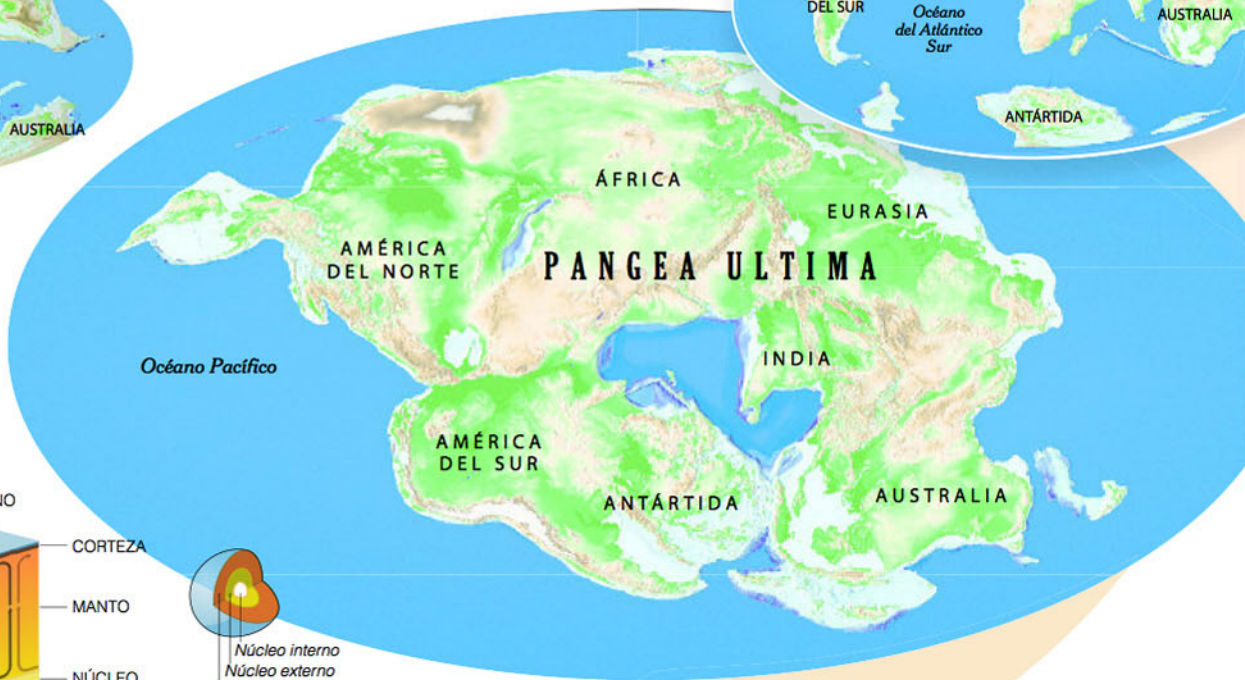 DEL SUR
Océano
del Atlántico
Sur
AUSTRALIA
AUSTRALIA
ANTÁRTIDA
ÁFRICA
EURASIA
AMÉRICA
DEL NORTE
PANGEA ULTIMA
Océano Pacífico
INDIA
AMÉRICA
DEL SUR
ANTÁRTIDA
AUSTRALIA
CORTEZA
MANTO
Núcleo interno
Núcleo externo
NÚCLEO